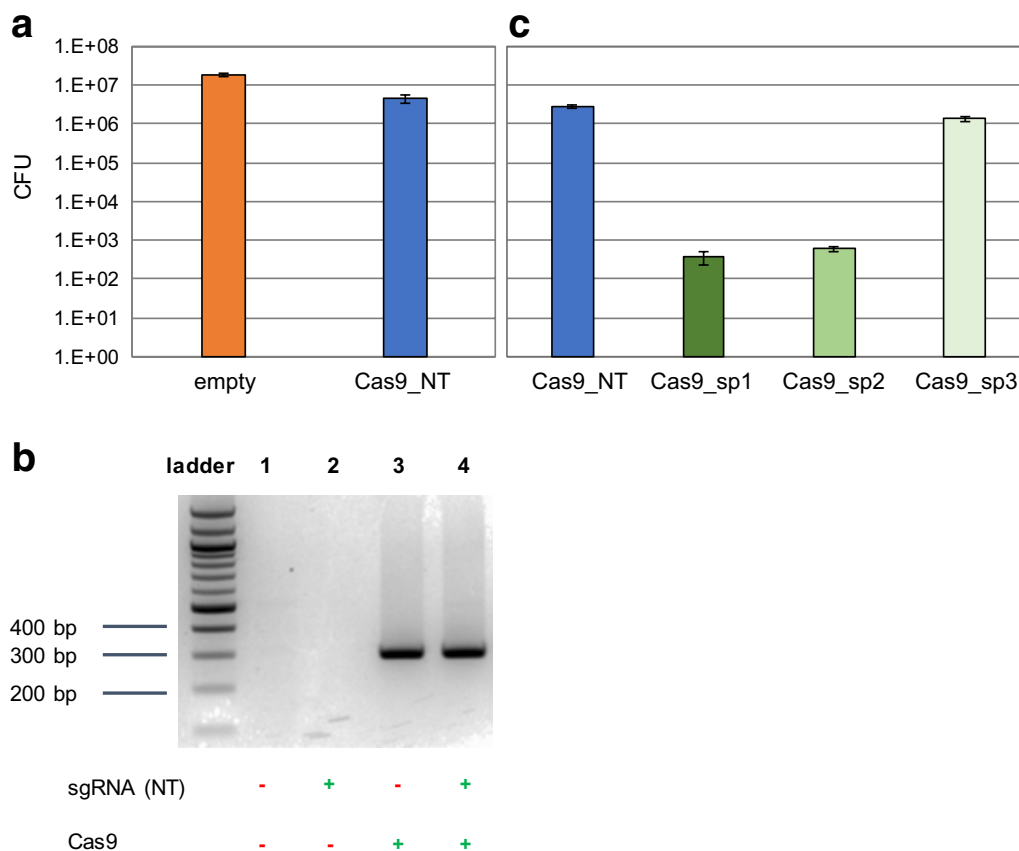 a
c
1.E+08
1.E+07
1.E+06
1.E+05
1.E+04
1.E+03
1.E+02
1.E+01
1.E+00
CFU
empty
Cas9_NT
Cas9_NT
Cas9_sp1
Cas9_sp2
Cas9_sp3
b
ladder 1 2 3 4
400 bp
300 bp
200 bp
sgRNA (NT) - + - +
Cas9 - - + +